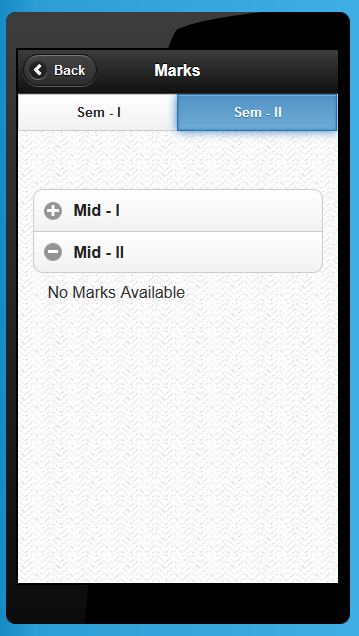 Back
Marks
Sem - I
Sem - II
Mid - I
Mid - II
No Marks Available